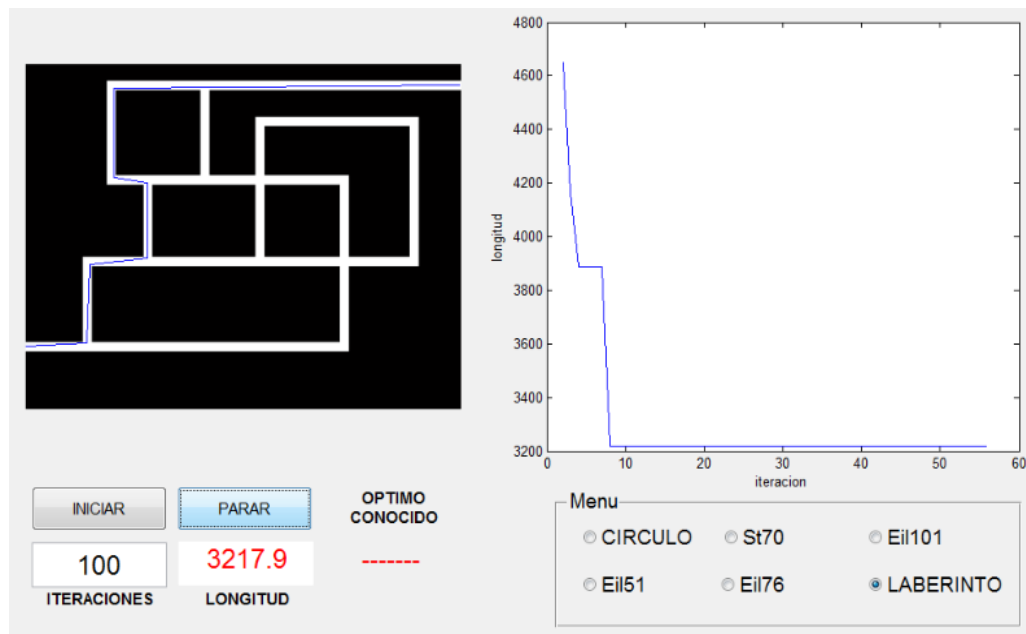 4800
4600
4400
4200
4000
3800
3600
3400
3200
longitud
0 10 20 30 40 50 60
iteracion
INICIAR
PARAR
OPTIMO
CONOCIDO
100
3217.9
-------
ITERACIONES
LONGITUD
Menu
CIRCULO
St70
Eil101
Eil51
Eil76
LABERINTO